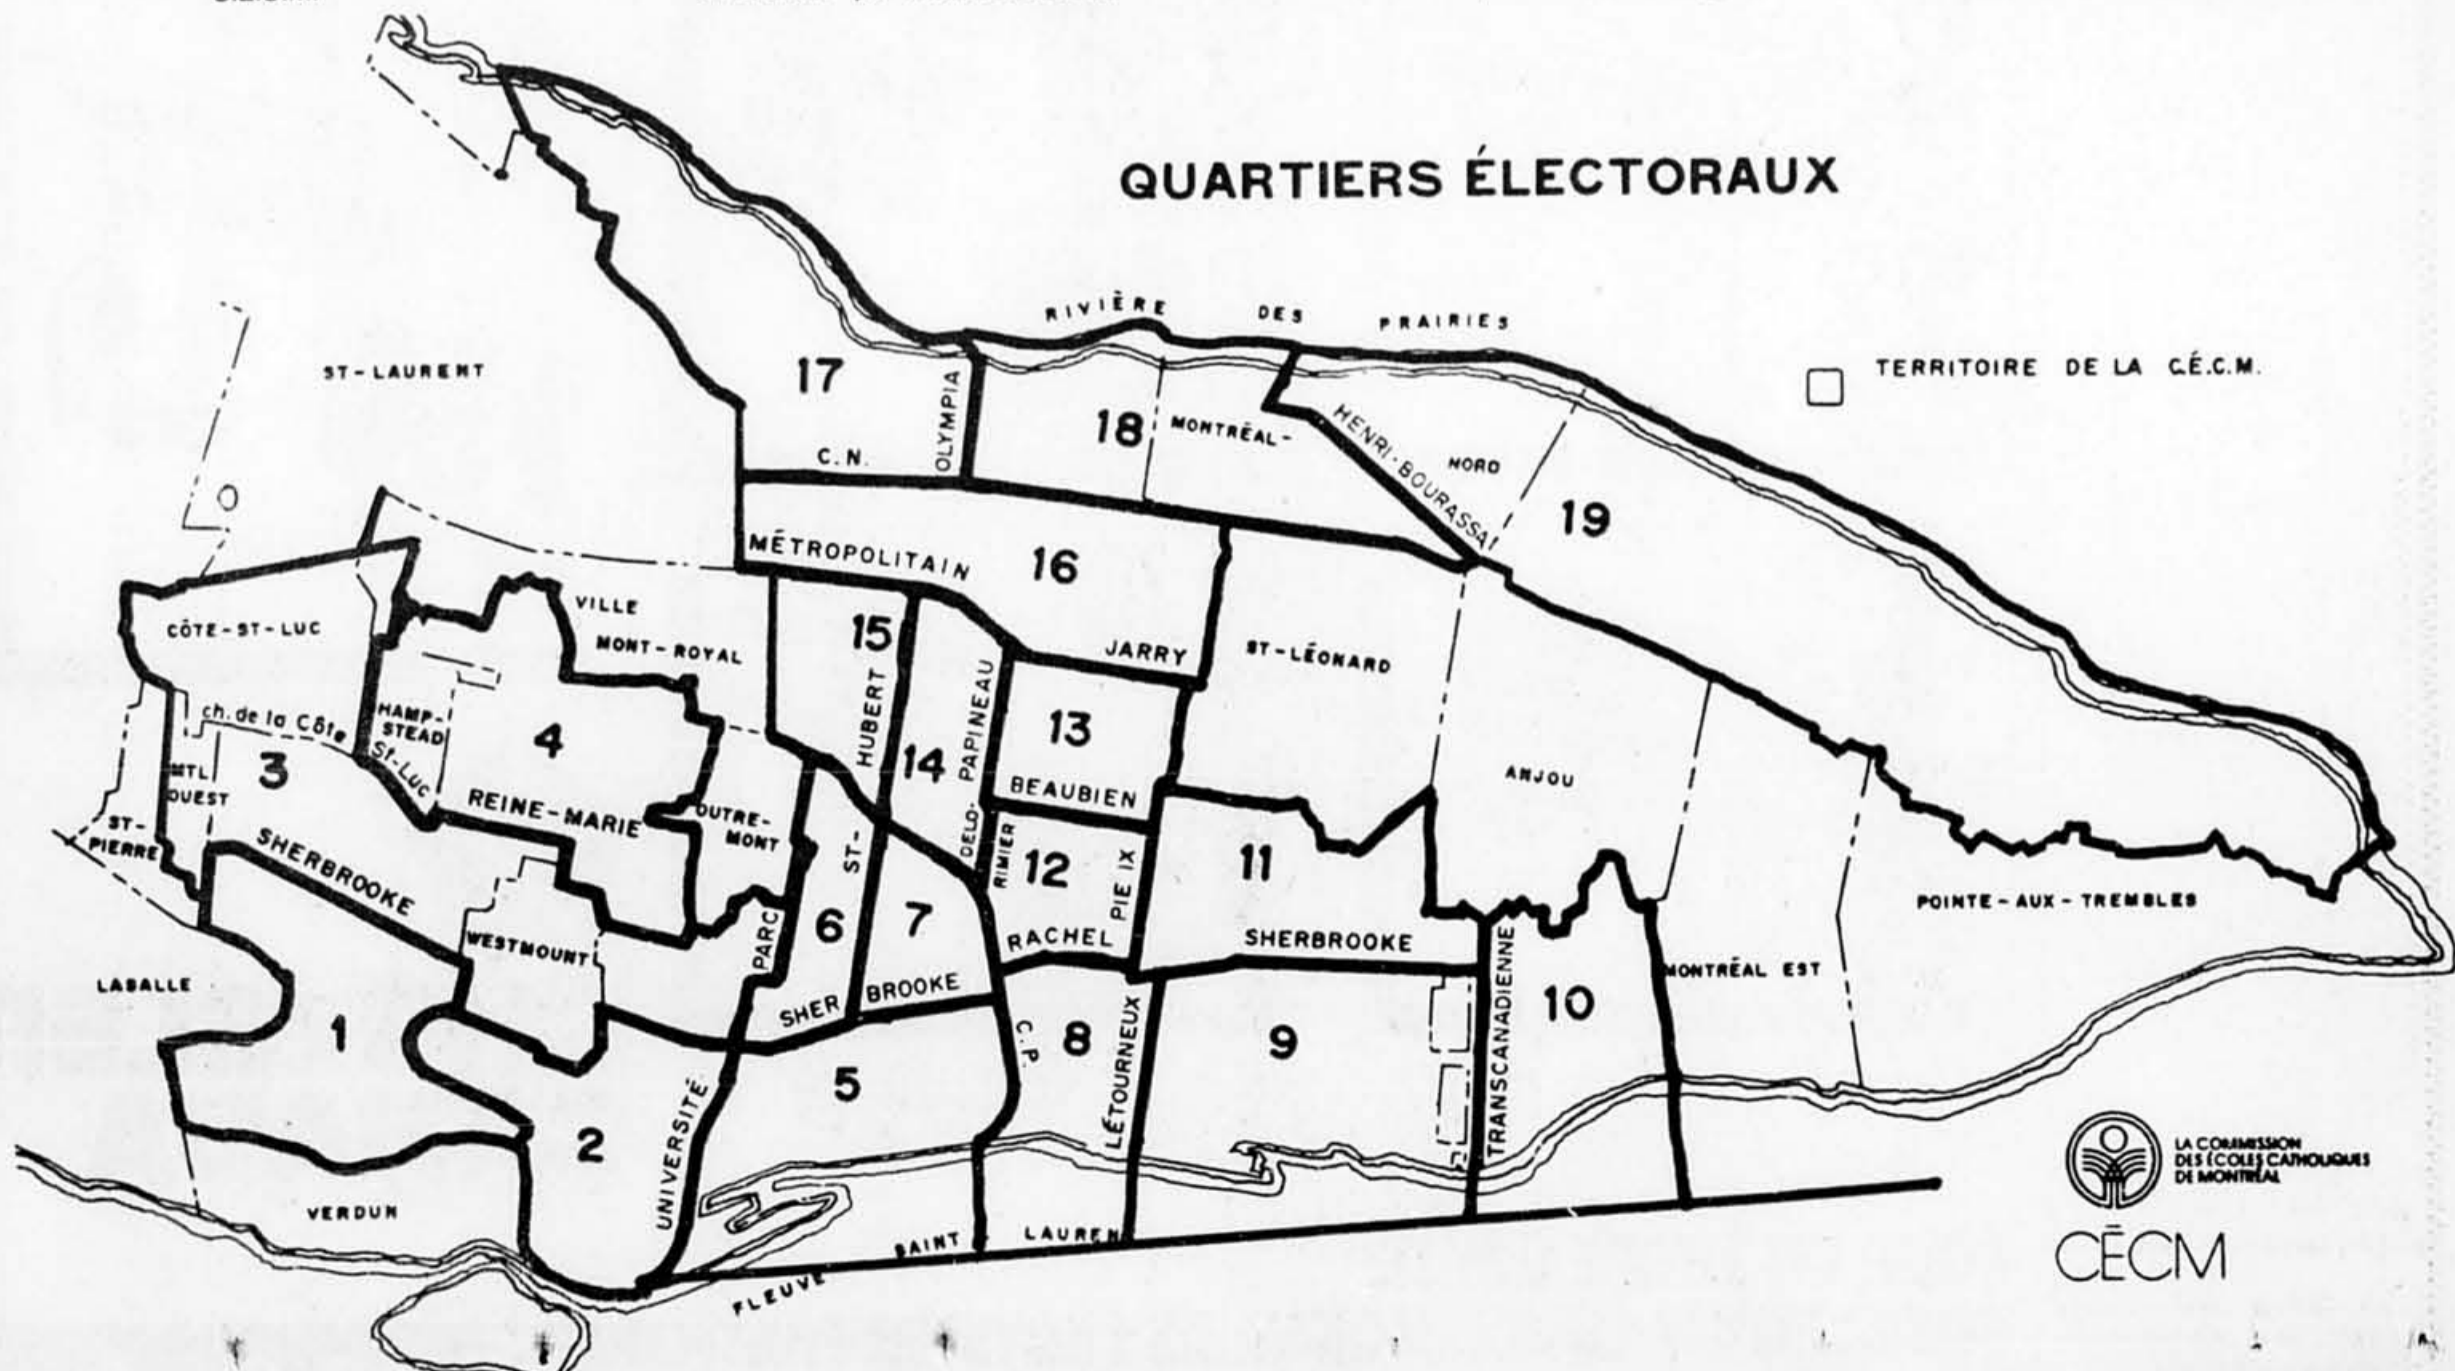 QUARTIERS ÉLECTORAUX
RIVIÈRE DES PRAIRIES
TERRITOIRE DE LA C.É.C.M.
ST-LAURENT
17
OLYMPIA
C.N.
18
MONTRÉAL-
NORD
HENRI-BOURASSA
19
MÉTROPOLITAIN
16
JARRY
CÔTE-ST-LUC
VILLE
MONT-ROYAL
15
HUBERT
ST-
ST-LÉONARD
ch. de la Côte
St-Luc
HAMP-
STEAD
4
14
PAPINEAU
DELO-
RIMIER
13
BEAUBIEN
ANJOU
3
MTL
OUEST
REINE-MARIE
OUTRE-
MONT
ST-
PIERRE
SHERBROOKE
12
PIE IX
11
POINTE-AUX-TREMBLES
WESTMOUNT
PARC
6
7
RACHEL
SHERBROOKE
MONTRÉAL EST
LASALLE
SHER
BROOKE
TRANSCANADIENNE
10
1
5
C.P.
8
LÉTOURNEUX
9
2
UNIVERSITÉ
VERDUN
FLEUVE SAINT LAUREN
LA COMMISSION
DES ÉCOLES CATHOLIQUES
DE MONTRÉAL
CÉCM